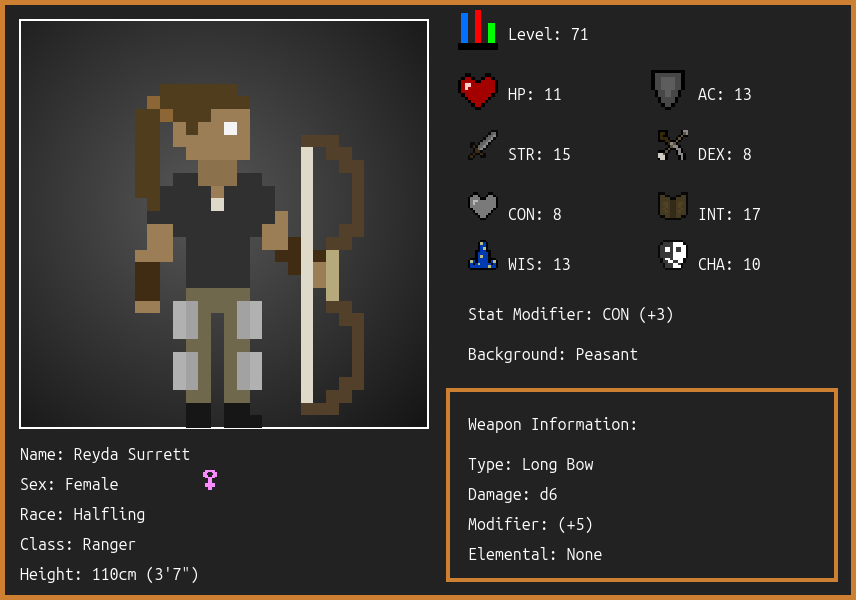 Level: 71
HP: 11
AC: 13
STR: 15
DEX: 8
CON: 8
INT: 17
WIS: 13
CHA: 10
Stat Modifier: CON (+3)
Background: Peasant
Weapon Information:
Type: Long Bow
Damage: d6
Modifier: (+5)
Elemental: None
Name: Reyda Surrett
Sex: Female
Race: Halfling
Class: Ranger
Height: 110cm (3'7")